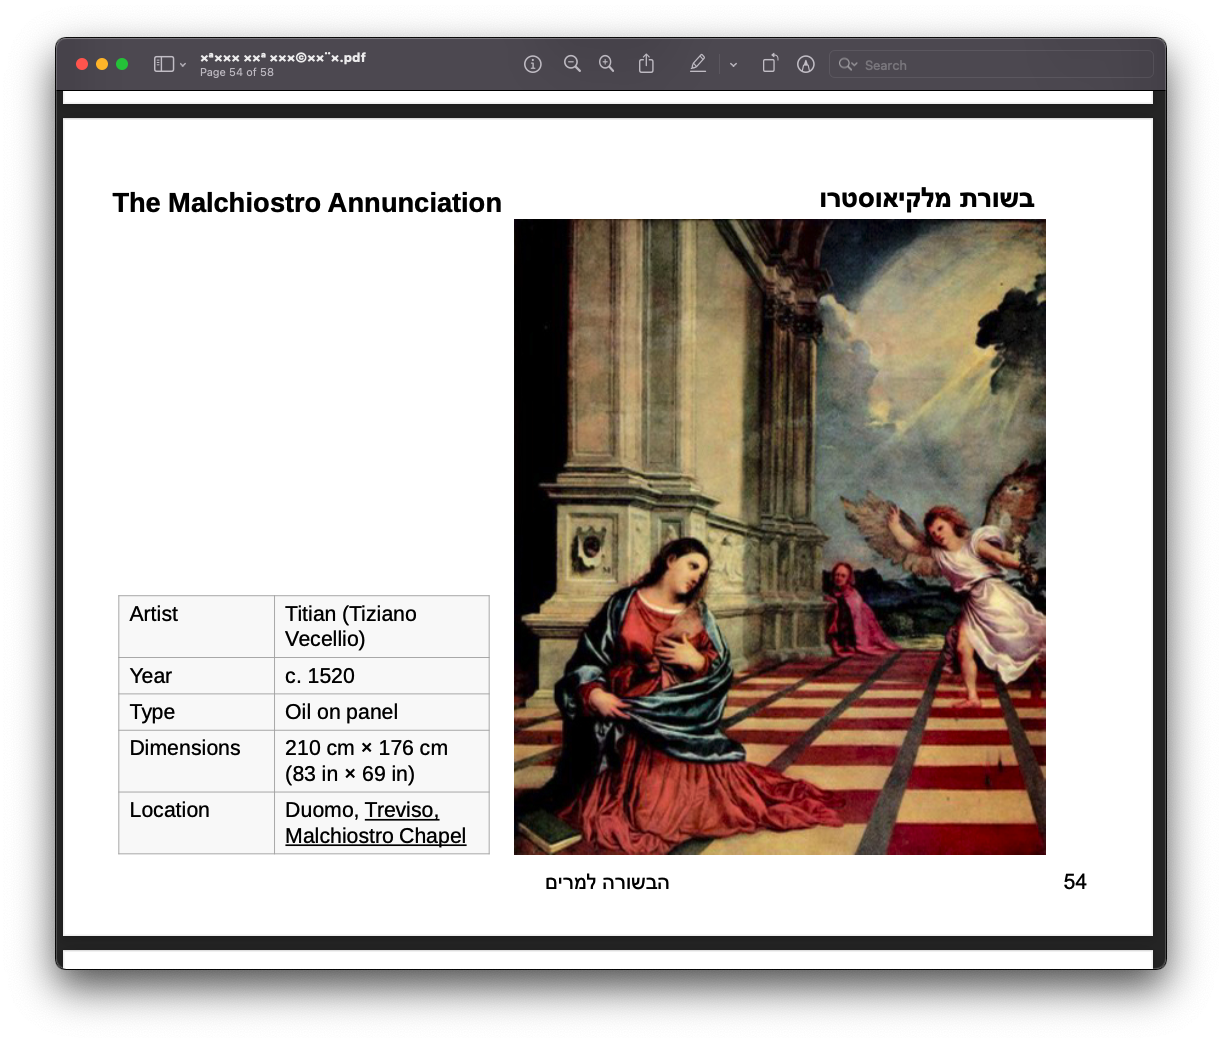 xªxxx xxª xxx©xx¨x.pdf
Page 54 of 58
Search
The Malchiostro Annunciation
בשורת מלקיאוסטרו
Artist
Titian (Tiziano
Vecellio)
Year
c. 1520
Type
Oil on panel
Dimensions
210 cm × 176 cm
(83 in × 69 in)
Location
Duomo, Treviso,
Malchiostro Chapel
הבשורה למרים
54